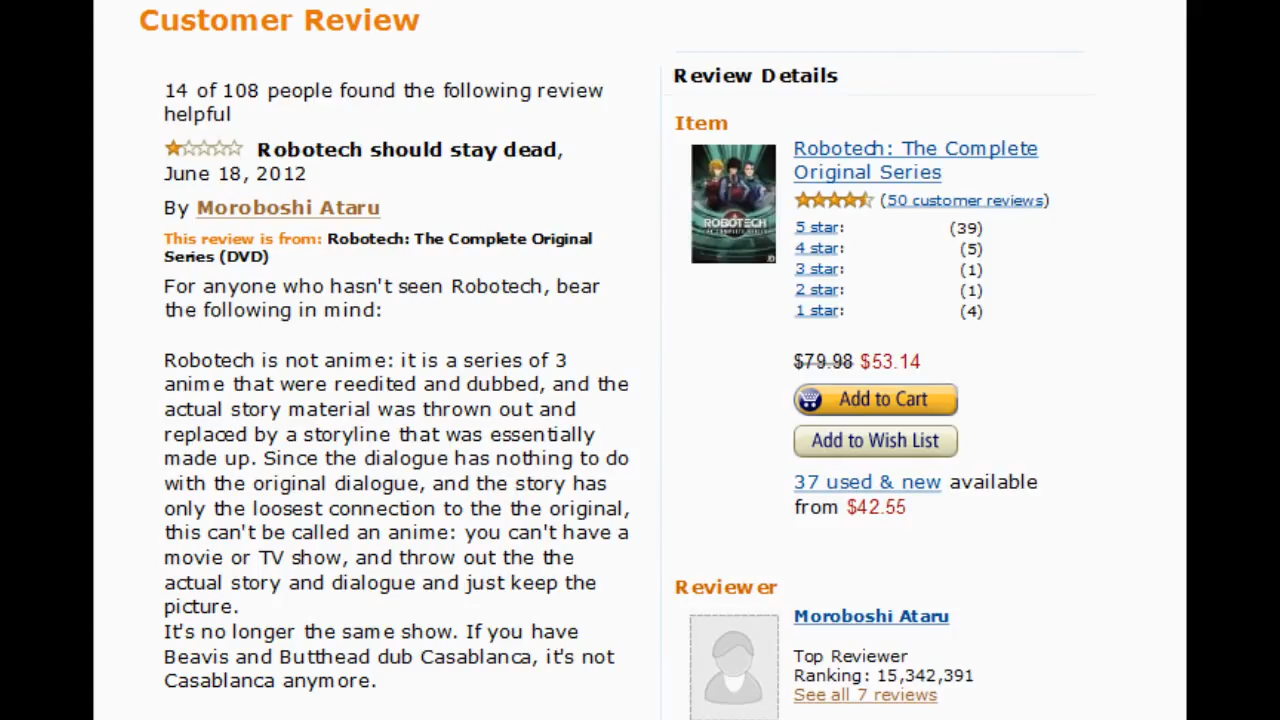 Customer Review
14 of 108 people found the following review
helpful
Robotech should stay dead,
June 18, 2012
By Moroboshi Ataru
This review is from: Robotech: The Complete Original
Series (DVD)
For anyone who hasn't seen Robotech, bear
the following in mind:
Robotech is not anime: it is a series of 3
anime that were reedited and dubbed, and the
actual story material was thrown out and
replaced by a storyline that was essentially
made up. Since the dialogue has nothing to do
with the original dialogue, and the story has
only the loosest connection to the the original,
this can't be called an anime: you can't have a
movie or TV show, and throw out the the
actual story and dialogue and just keep the
picture.
It's no longer the same show. If you have
Beavis and Butthead dub Casablanca, it's not
Casablanca anymore.
Review Details
Item
ROBOTECH
Robotech: The Complete
Original Series
(50 customer reviews)
5 star: (39)
4 star: (5)
3 star: (1)
2 star: (1)
1 star: (4)
$79.98 $53.14
Add to Cart
Add to Wish List
37 used & new available
from $42.55
Reviewer
Moroboshi Ataru
Top Reviewer
Ranking: 15,342,391
See all 7 reviews